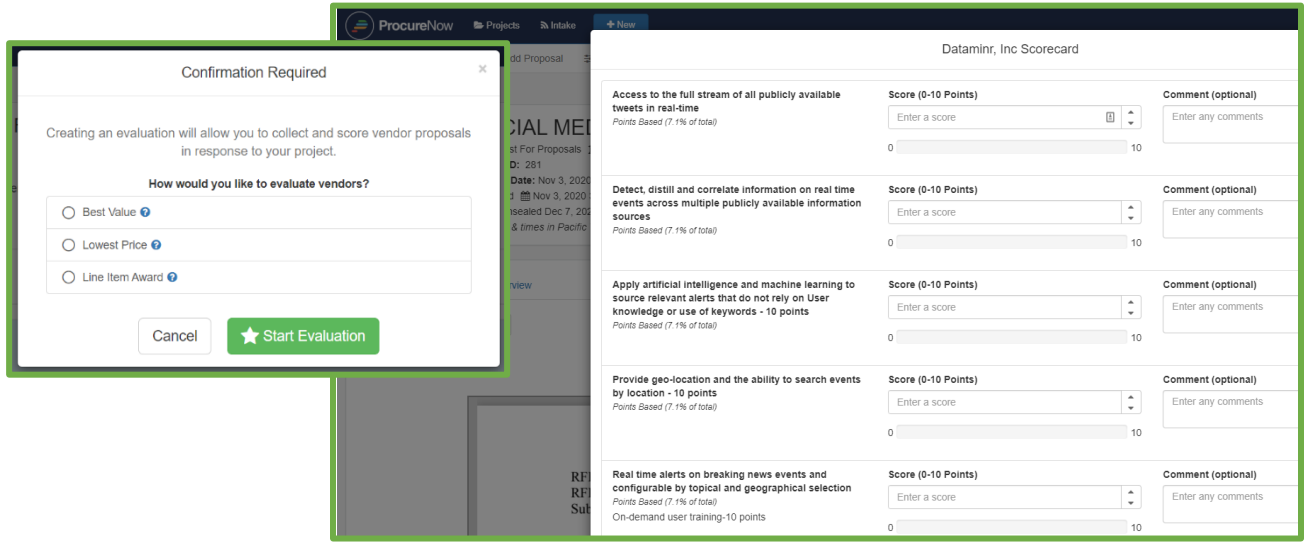 Confirmation Required
×
Creating an evaluation will allow you to collect and score vendor proposals
in response to your project.
How would you like to evaluate vendors?
Best Value
Lowest Price
Line Item Award
Cancel
Start Evaluation
ProcureNow
Projects
Intake
+ New
dd Proposal
CIAL MED
st For Proposals
D: 281
Date: Nov 3, 2020
d Nov 3, 2020
nsealed Dec 7, 202
& times in Pacific
rview
RFI
RFI
Sub
Dataminr, Inc Scorecard
Access to the full stream of all publicly available
tweets in real-time
Points Based (7.1% of total)
Score (0-10 Points)
Enter a score
0 10
Comment (optional)
Enter any comments
Detect, distill and correlate information on real time
events across multiple publicly available information
sources
Points Based (7.1% of total)
Score (0-10 Points)
Enter a score
0 10
Comment (optional)
Enter any comments
Apply artificial intelligence and machine learning to
source relevant alerts that do not rely on User
knowledge or use of keywords - 10 points
Points Based (7.1% of total)
Score (0-10 Points)
Enter a score
0 10
Comment (optional)
Enter any comments
Provide geo-location and the ability to search events
by location - 10 points
Points Based (7.1% of total)
Score (0-10 Points)
Enter a score
0 10
Comment (optional)
Enter any comments
Real time alerts on breaking news events and
configurable by topical and geographical selection
Points Based (7.1% of total)
On-demand user training-10 points
Score (0-10 Points)
Enter a score
0 10
Comment (optional)
Enter any comments